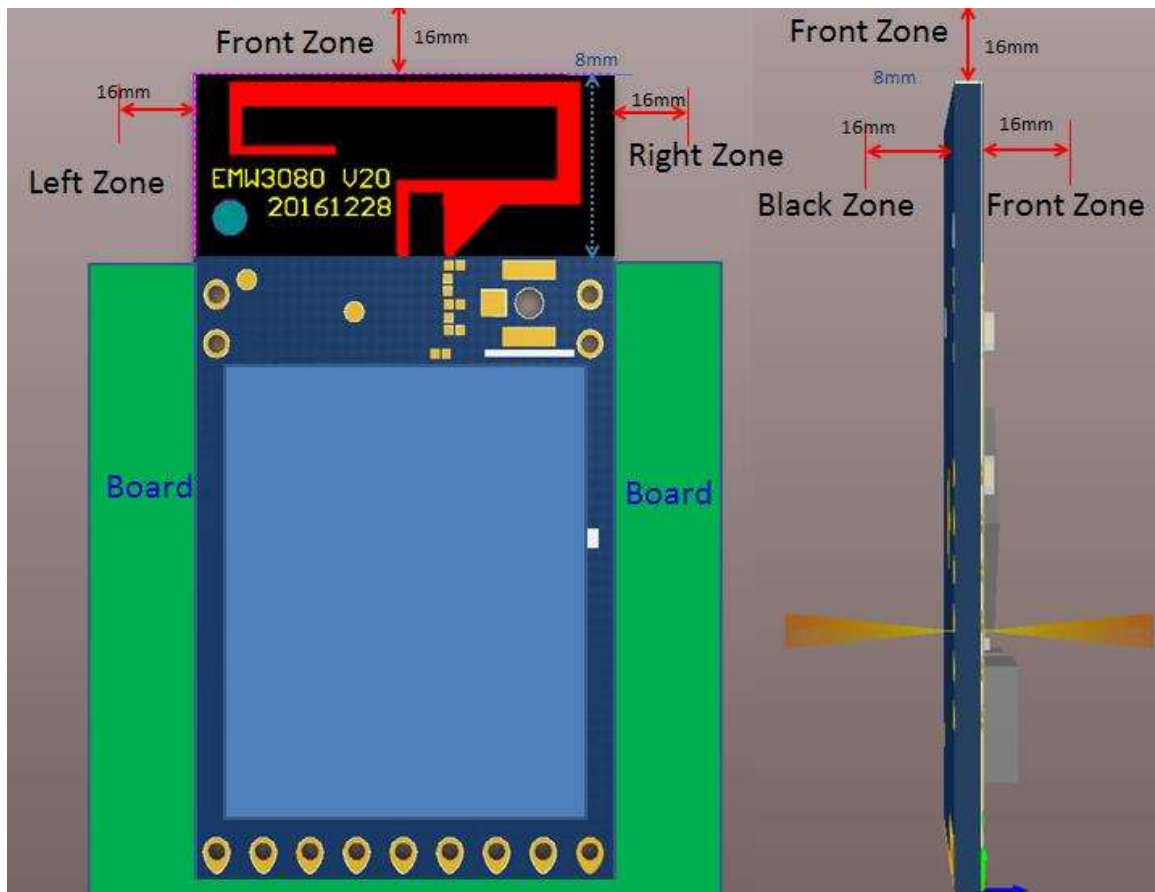 Front Zone
16mm
8mm
16mm
16mm
Left Zone
Right Zone
EMW3080 V20
20161228
Board
Board
Front Zone
16mm
8mm
16mm
16mm
Black Zone
Front Zone